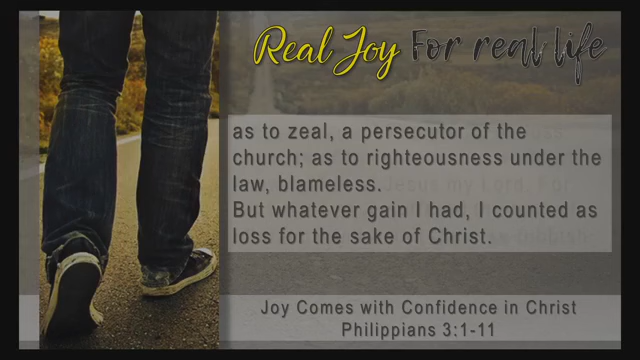 Real Joy For real life
as to zeal, a persecutor of the
church; as to righteousness under the
law, blameless.
But whatever gain I had, I counted as
loss for the sake of Christ.
Joy Comes with Confidence in Christ
Philippians 3:1-11